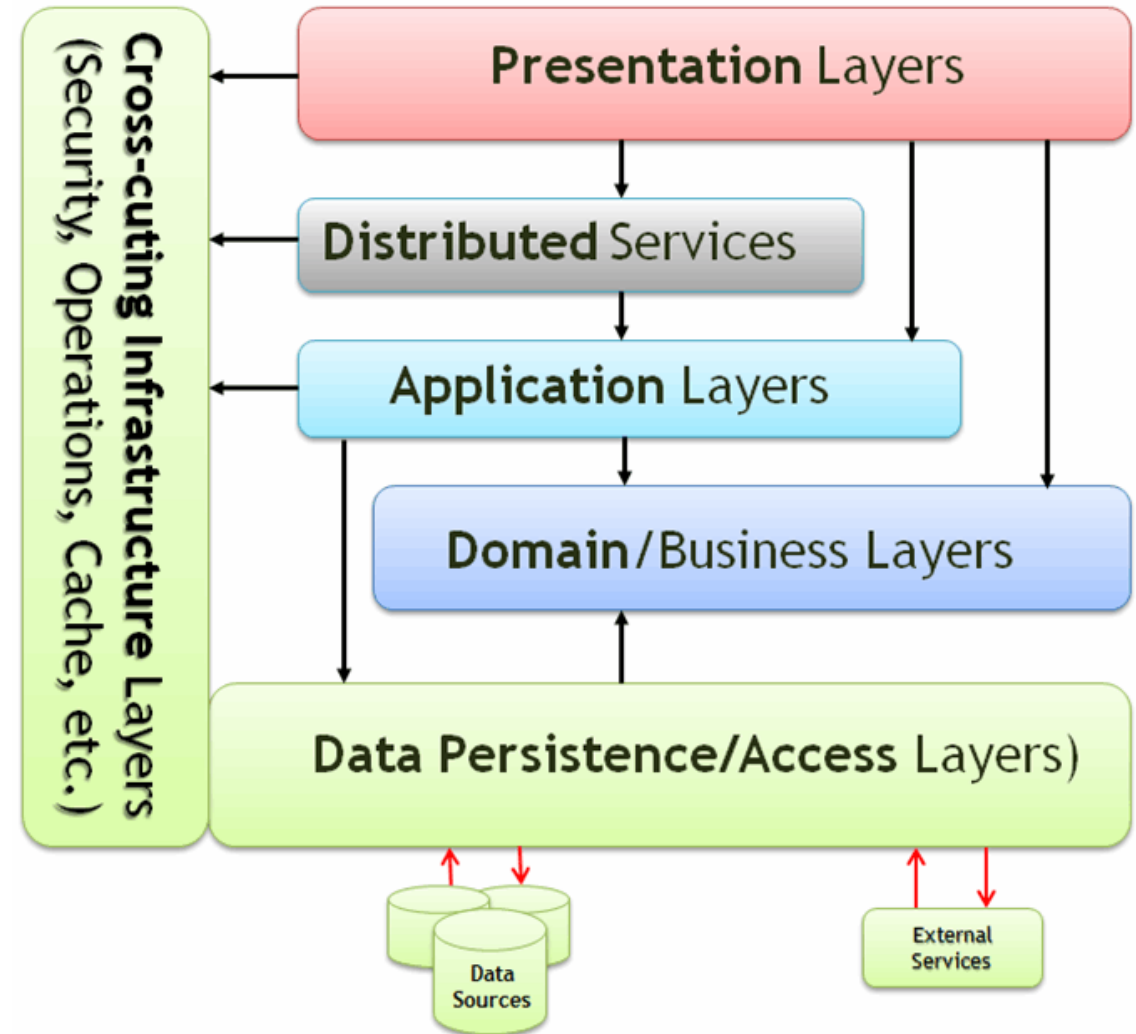 Cross-cuting Infrastructure Layers
(Security, Operations, Cache, etc.)
Presentation Layers
Distributed Services
Application Layers
Domain/Business Layers
Data Persistence/Access Layers)
Data
Sources
External
Services